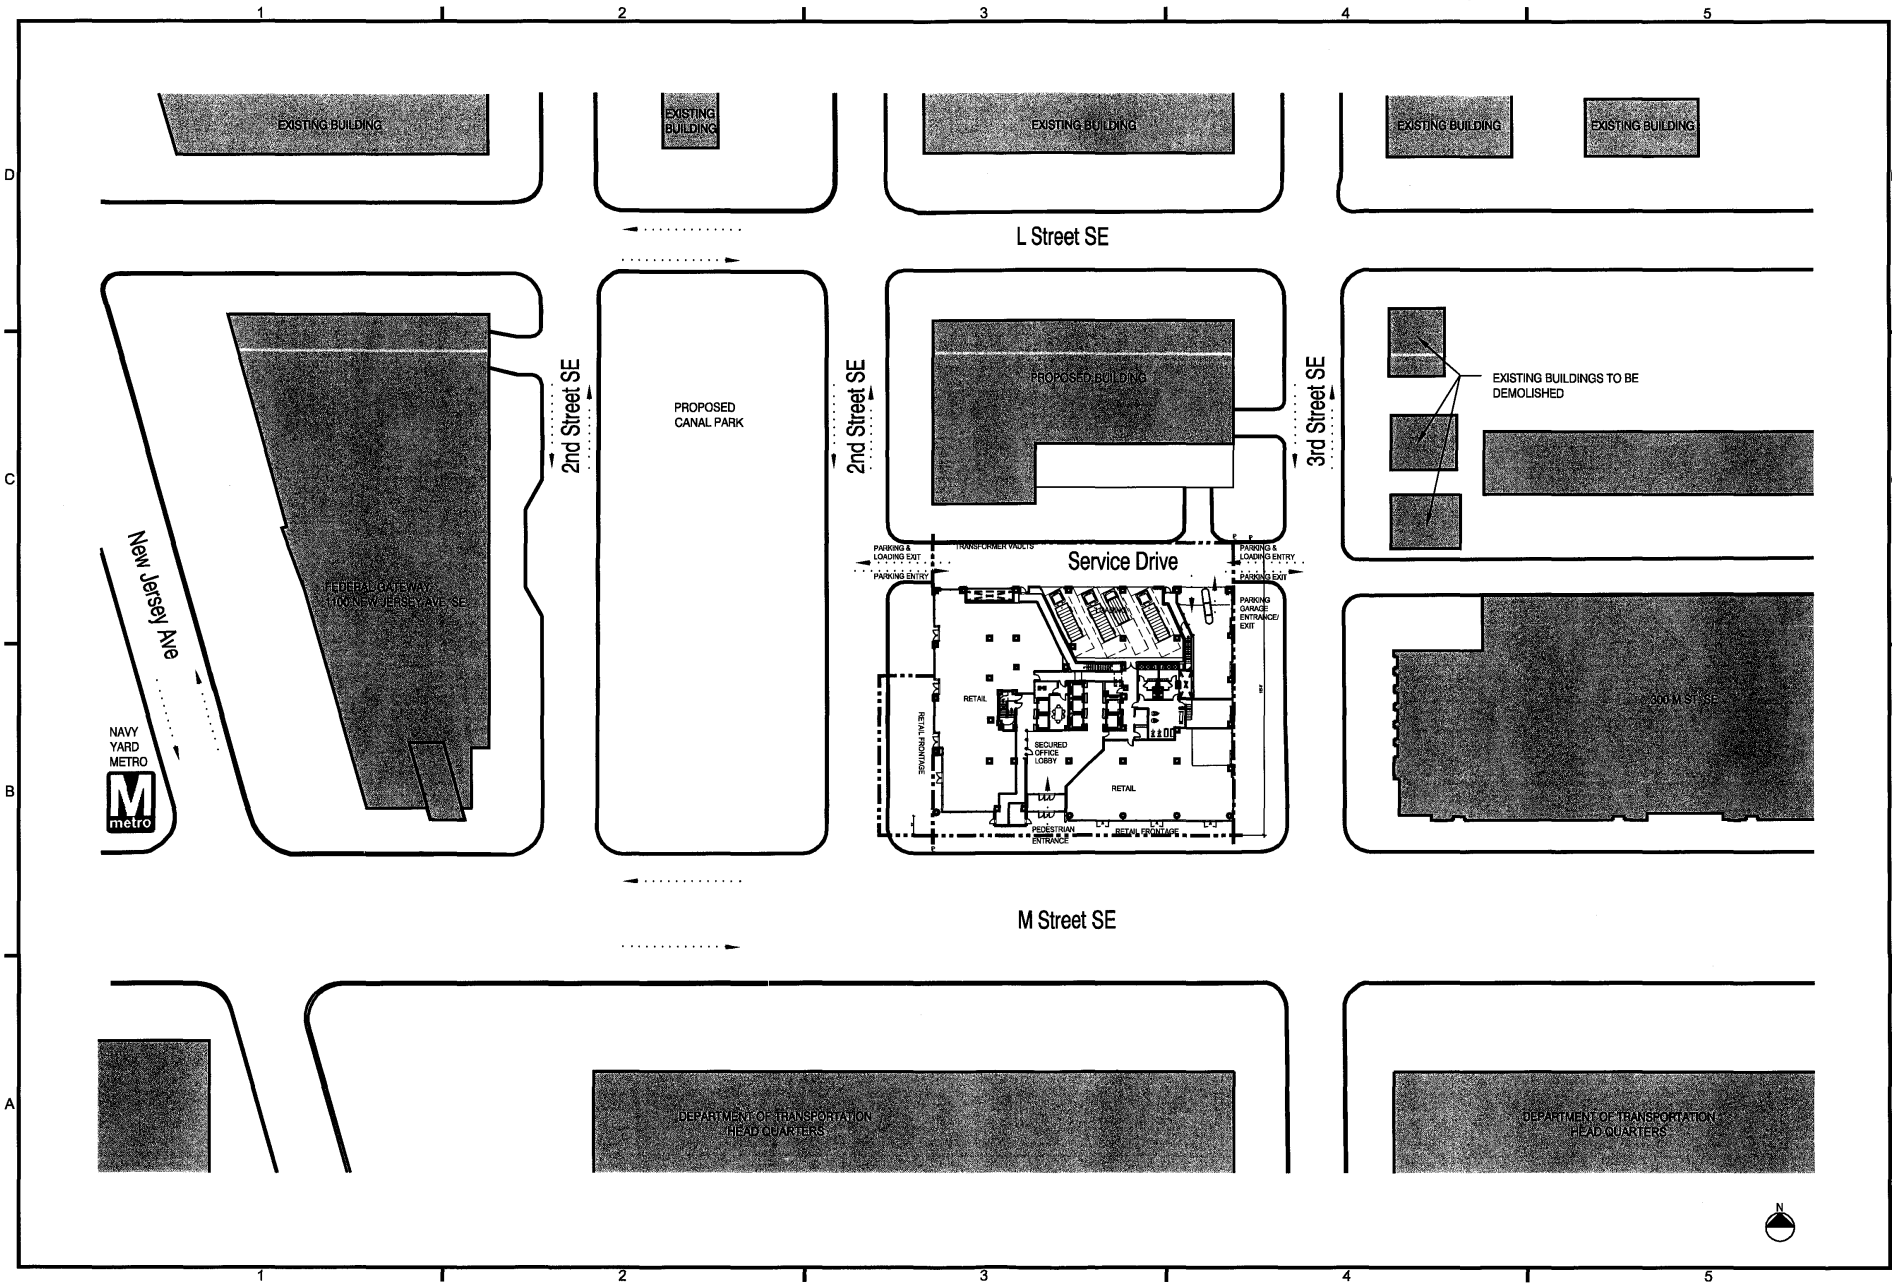 1 2 3 4 5
EXISTING BUILDING
EXISTING
BUILDING
EXISTING BUILDING
EXISTING BUILDING
EXISTING BUILDING
D
L Street SE
2nd Street SE
PROPOSED
CANAL PARK
2nd Street SE
PROPOSED BUILDING
3rd Street SE
EXISTING BUILDINGS TO BE
DEMOLISHED
C
New Jersey Ave
FEDERAL GATEWAY
1100 NEW JERSEY AVE, SE
PARKING &
LOADING EXIT
PARKING ENTRY
TRANSFORMER VAULTS
Service Drive
PARKING &
LOADING ENTRY
PARKING EXIT
PARKING
GARAGE
ENTRANCE/
EXIT
RETAIL
RETAIL FRONTAGE
SECURED
OFFICE
LOBBY
RETAIL
PEDESTRIAN
ENTRANCE
RETAIL FRONTAGE
NAVY
YARD
METRO
M
metro
B
M Street SE
A
DEPARTMENT OF TRANSPORTATION
HEAD QUARTERS
DEPARTMENT OF TRANSPORTATION
HEAD QUARTERS
N
1 2 3 4 5